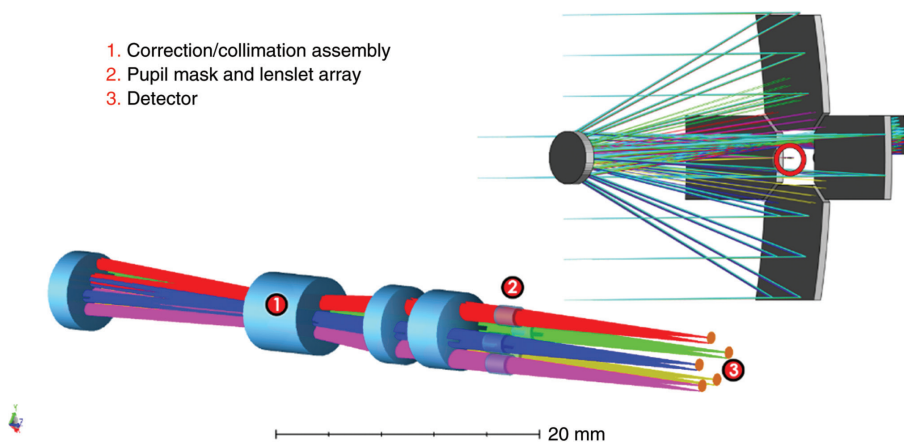 1. Correction/collimation assembly
2. Pupil mask and lenslet array
3. Detector
1
2
3
20 mm